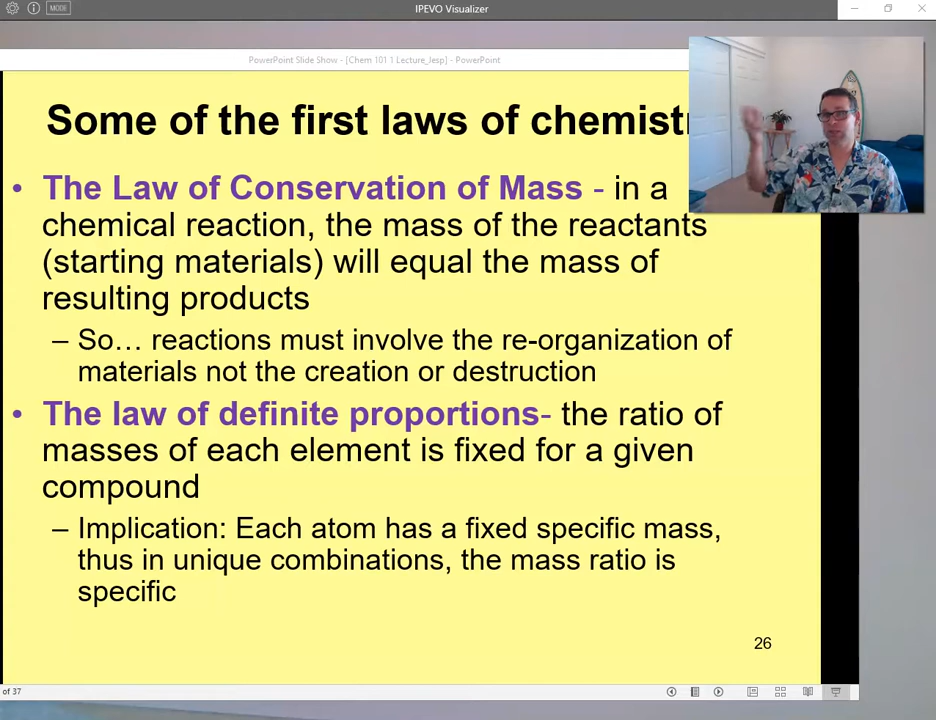 MODE
IPEVO Visualizer
PowerPoint Slide Show - [Chem 101 1 Lecture_Jesp] - PowerPoint
Some of the first laws of chemistr
• The Law of Conservation of Mass - in a
chemical reaction, the mass of the reactants
(starting materials) will equal the mass of
resulting products
– So… reactions must involve the re-organization of
materials not the creation or destruction
• The law of definite proportions- the ratio of
masses of each element is fixed for a given
compound
– Implication: Each atom has a fixed specific mass,
thus in unique combinations, the mass ratio is
specific
26
of 37